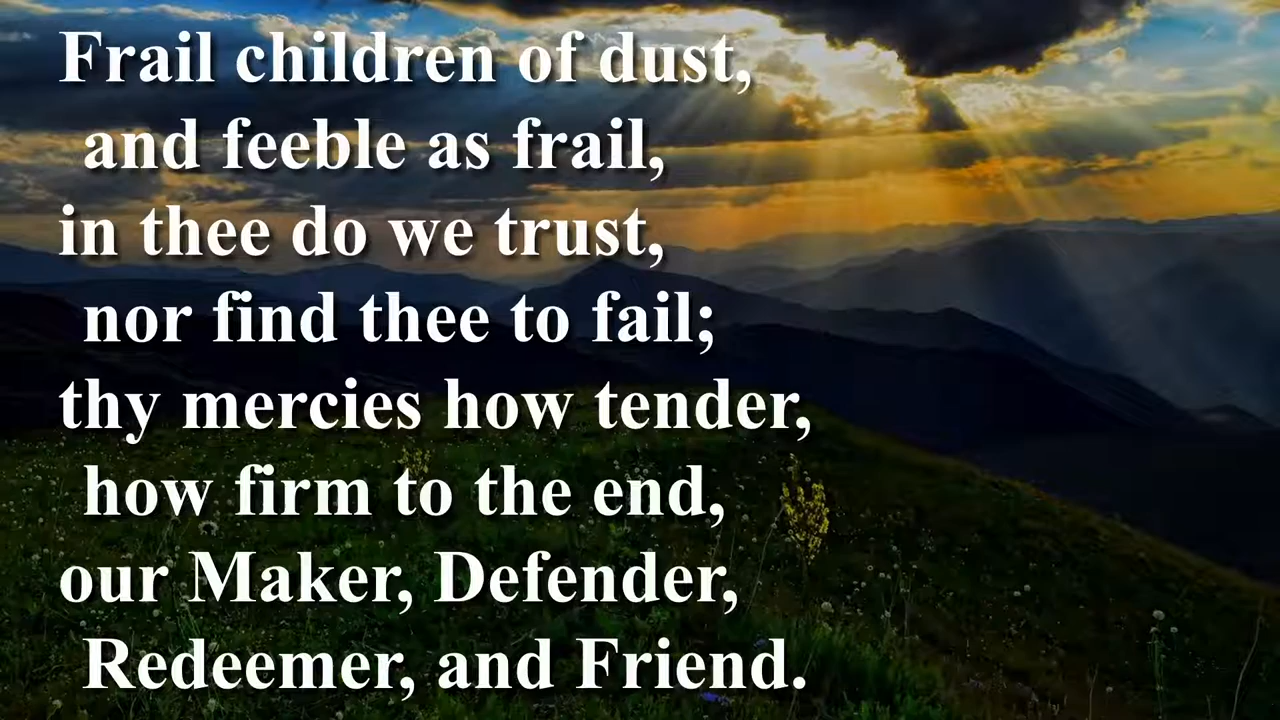 Frail children of dust,
and feeble as frail,
in thee do we trust,
nor find thee to fail;
thy mercies how tender,
how firm to the end,
our Maker, Defender,
Redeemer, and Friend.